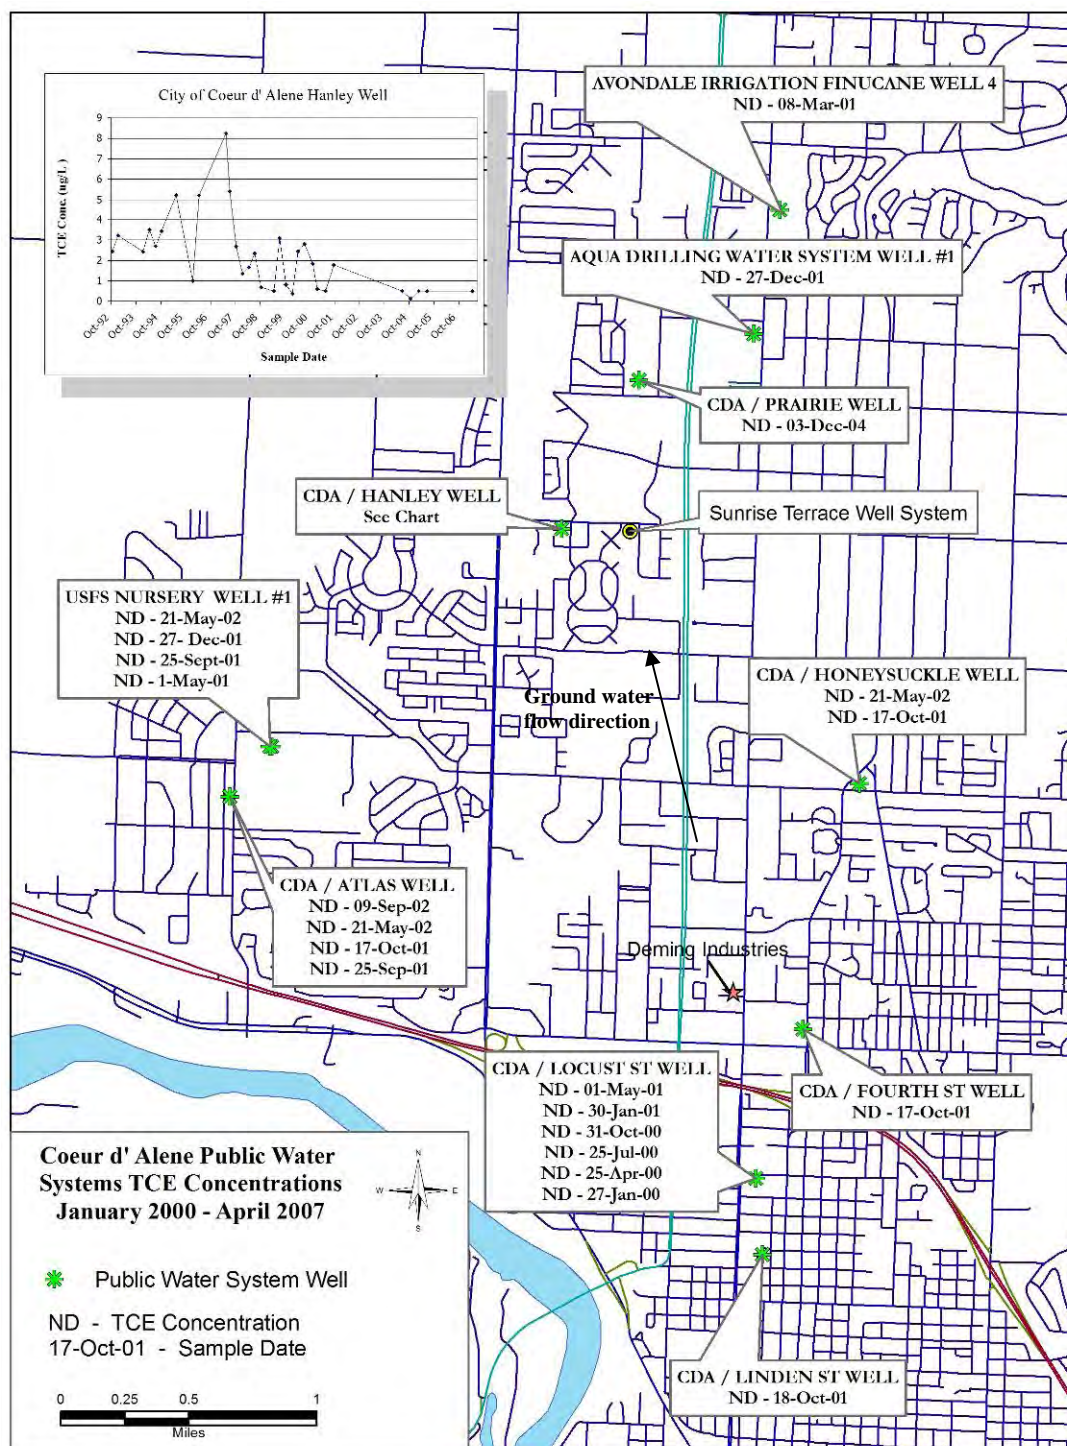 AVONDALE IRRIGATION FINUCANE WELL 4
ND - 08-Mar-01
City of Coeur d' Alene Hanley Well
TCE Conc. (ug/L)
9
8
7
6
5
4
3
2
1
0
Oct-92
Oct-93
Oct-94
Oct-95
Oct-96
Oct-97
Oct-98
Oct-99
Oct-00
Oct-01
Oct-02
Oct-03
Oct-04
Oct-05
Oct-06
Sample Date
AQUA DRILLING WATER SYSTEM WELL #1
ND - 27-Dec-01
CDA / PRAIRIE WELL
ND - 03-Dec-04
CDA / HANLEY WELL
See Chart
Sunrise Terrace Well System
USFS NURSERY WELL #1
ND - 21-May-02
ND - 27- Dec-01
ND - 25-Sept-01
ND - 1-May-01
Ground water
flow direction
CDA / HONEYSUCKLE WELL
ND - 21-May-02
ND - 17-Oct-01
CDA / ATLAS WELL
ND - 09-Sep-02
ND - 21-May-02
ND - 17-Oct-01
ND - 25-Sep-01
Deming Industries
CDA / LOCUST ST WELL
ND - 01-May-01
ND - 30-Jan-01
ND - 31-Oct-00
ND - 25-Jul-00
ND - 25-Apr-00
ND - 27-Jan-00
CDA / FOURTH ST WELL
ND - 17-Oct-01
CDA / LINDEN ST WELL
ND - 18-Oct-01
Coeur d' Alene Public Water
Systems TCE Concentrations
January 2000 - April 2007
N
W E
S
Public Water System Well
ND - TCE Concentration
17-Oct-01 - Sample Date
0 0.25 0.5 1
Miles